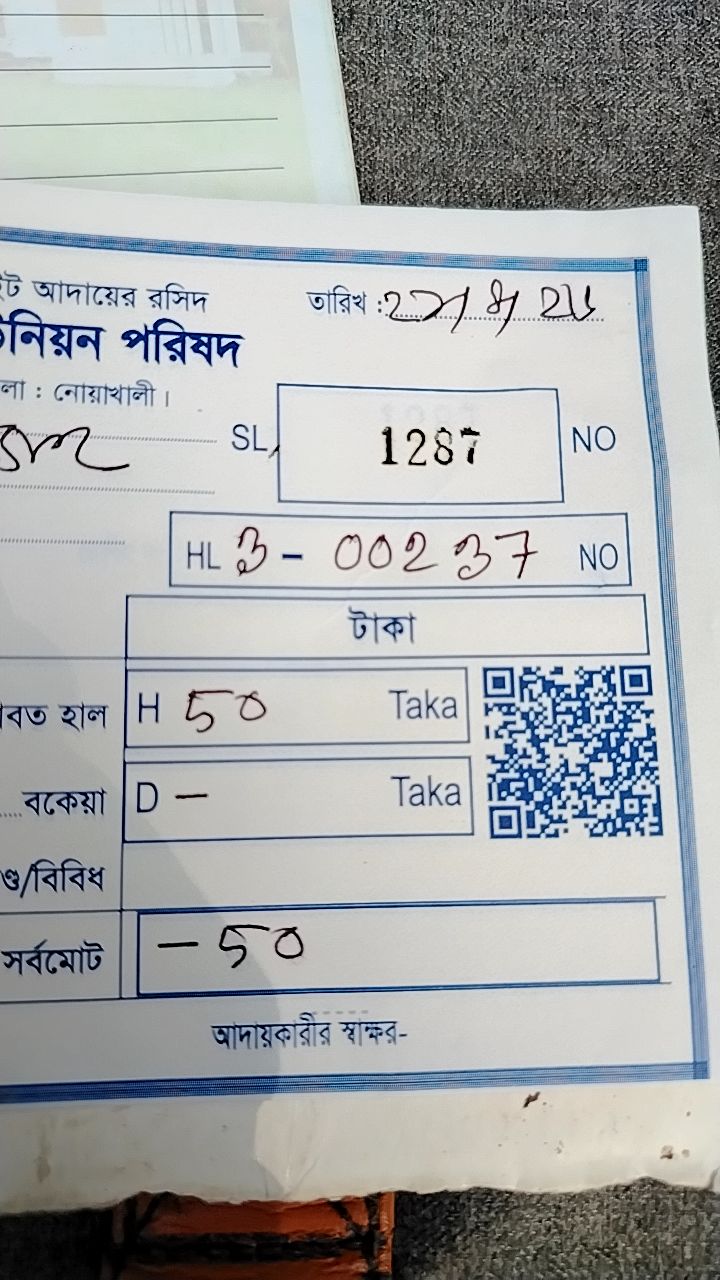 আদায়ের রসিদ তারিখ :
নিয়ন পরিষদ
লা : নোয়াখালী।
SL 1287 NO
HL 3- 00237 NO
টাকা
বত হাল H 50 Taka
বকেয়া D – Taka
ণ্ড/বিবিধ
সর্বমোট – 50
আদায়কারীর স্বাক্ষর-